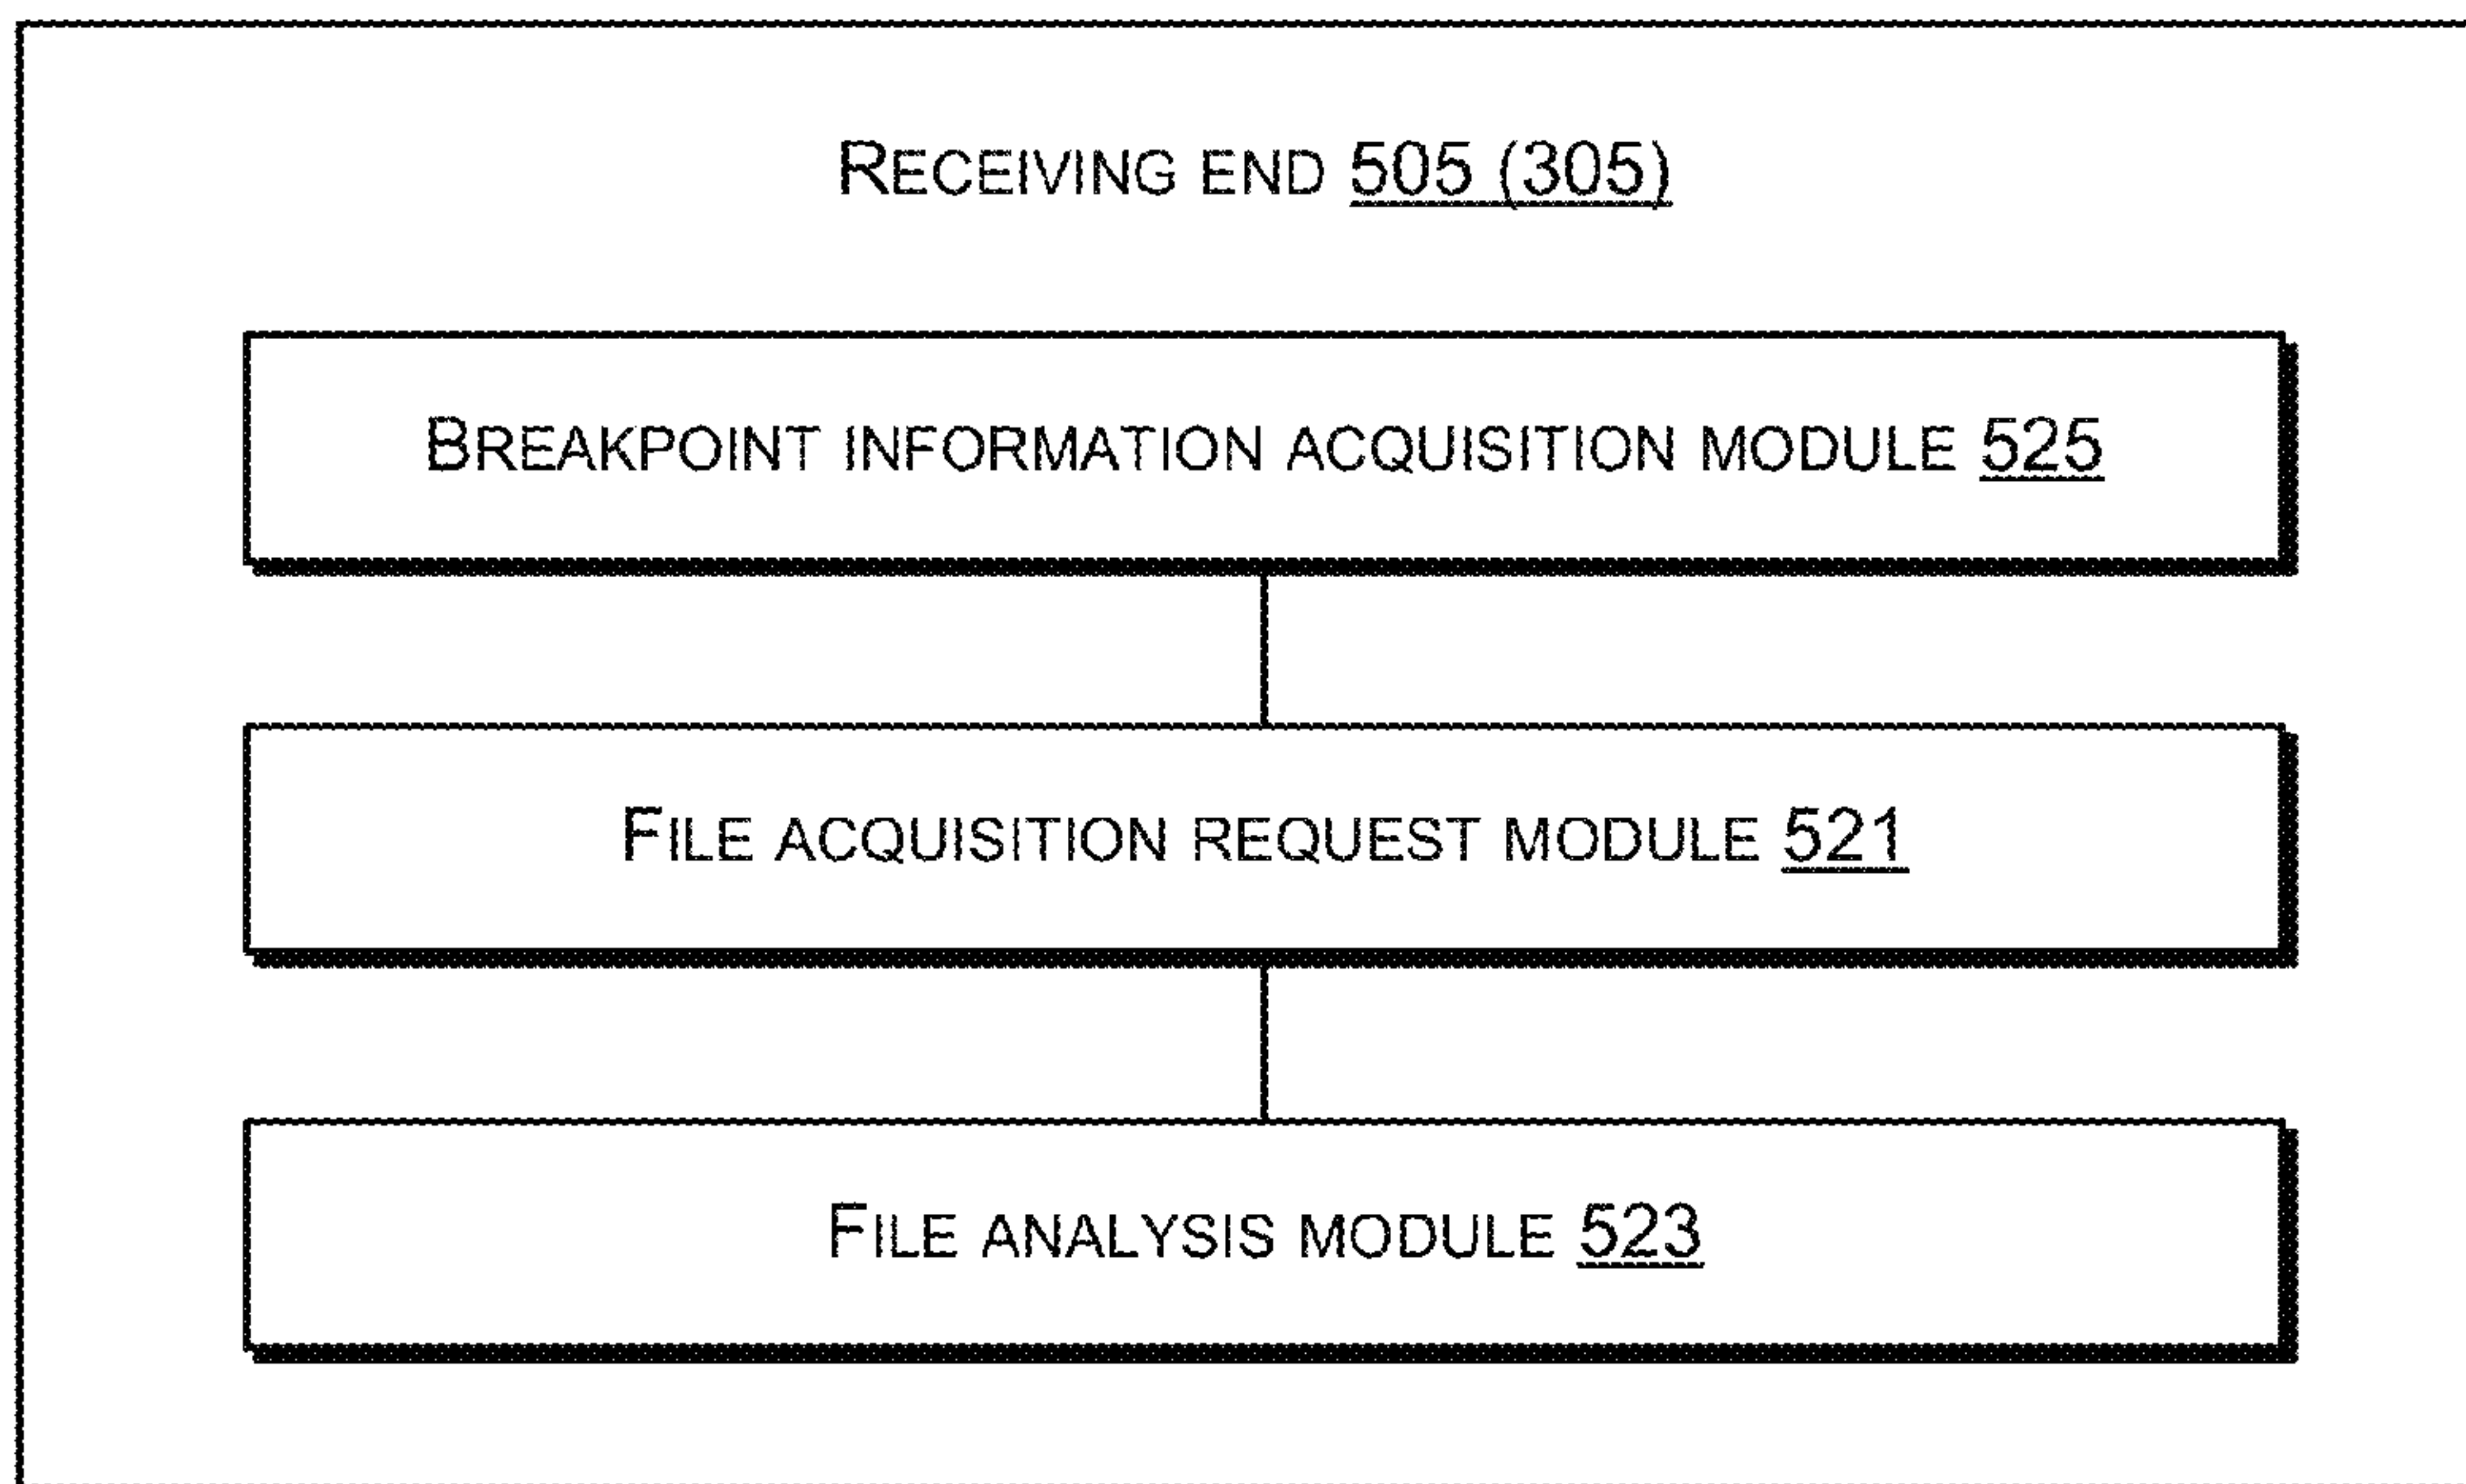 RECEIVING END 505 (305)
BREAKPOINT INFORMATION ACQUISITION MODULE 525
FILE ACQUISITION REQUEST MODULE 521
FILE ANALYSIS MODULE 523